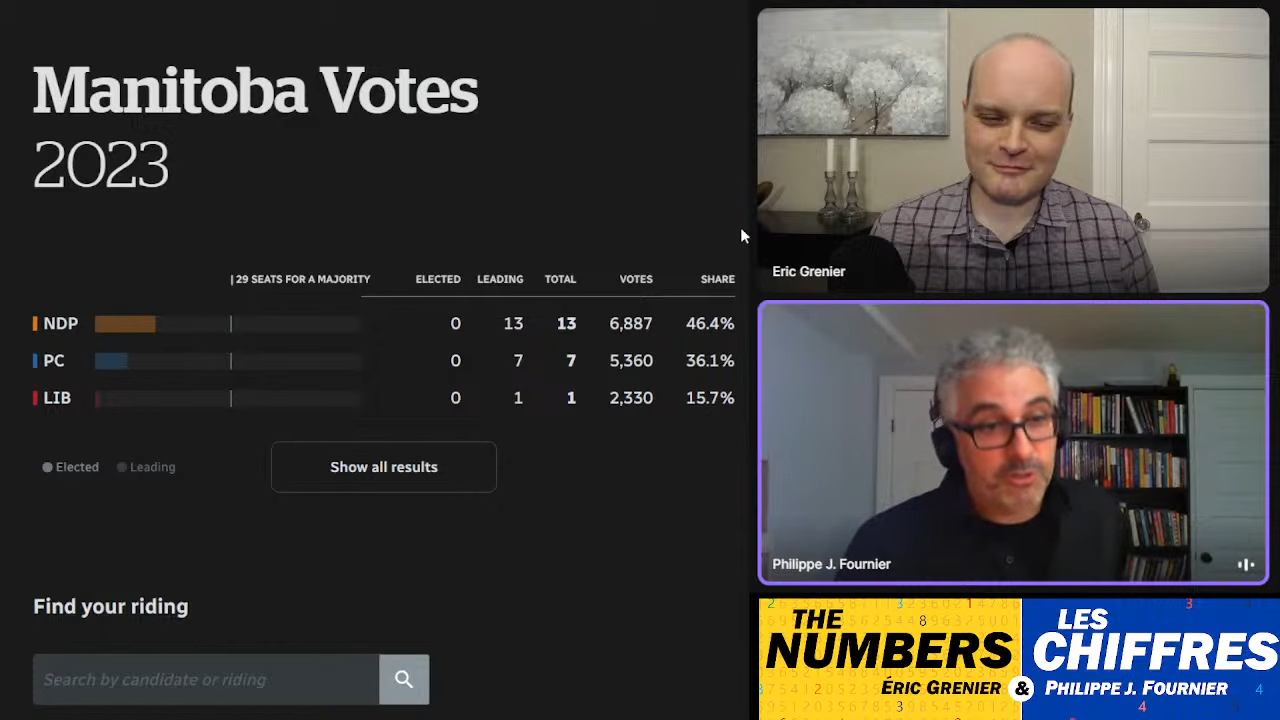 Manitoba Votes
2023
| 29 SEATS FOR A MAJORITY ELECTED LEADING TOTAL VOTES SHARE
NDP 0 13 13 6,887 46.4%
PC 0 7 7 5,360 36.1%
LIB 0 1 1 2,330 15.7%
Elected Leading
Show all results
Find your riding
Search by candidate or riding
Eric Grenier
Philippe J. Fournier
THE
NUMBERS
ÉRIC GRENIER
&
LES
CHIFFRES
PHILIPPE J. FOURNIER